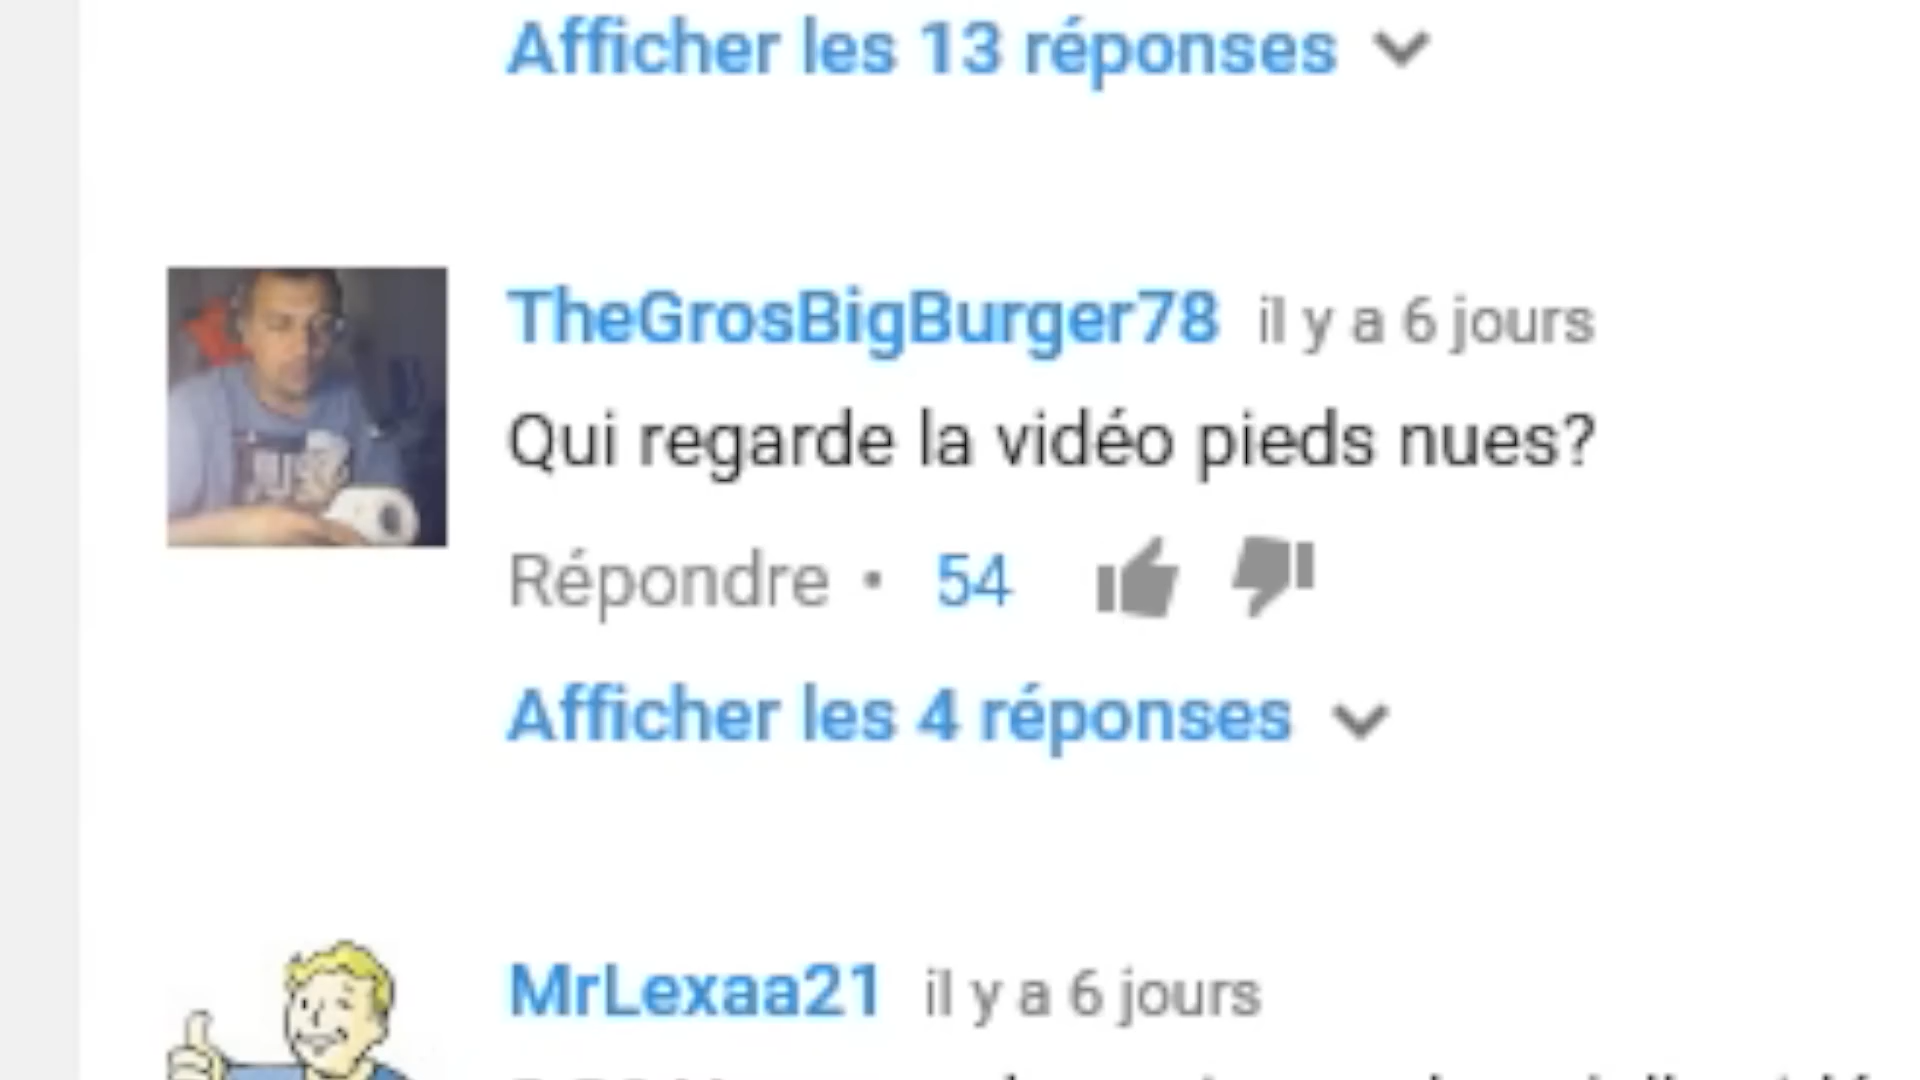 Afficher les 13 réponses
TheGrosBigBurger78 il y a 6 jours
Qui regarde la vidéo pieds nues?
Répondre • 54
Afficher les 4 réponses
MrLexaa21 il y a 6 jours